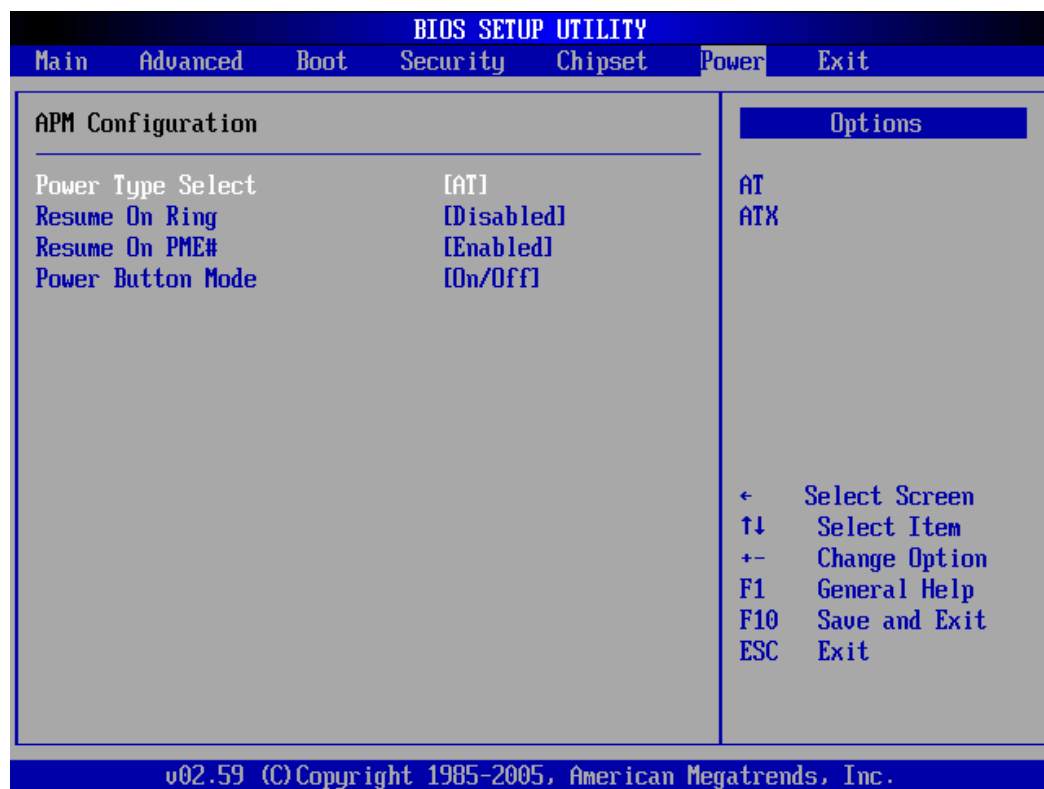 BIOS SETUP UTILITY
Main Advanced Boot Security Chipset Power Exit
APM Configuration
Power Type Select [AT]
Resume On Ring [Disabled]
Resume On PME# [Enabled]
Power Button Mode [On/Off]
Options
AT
ATX
← Select Screen
↑↓ Select Item
+- Change Option
F1 General Help
F10 Save and Exit
ESC Exit
v02.59 (C)Copyright 1985-2005, American Megatrends, Inc.